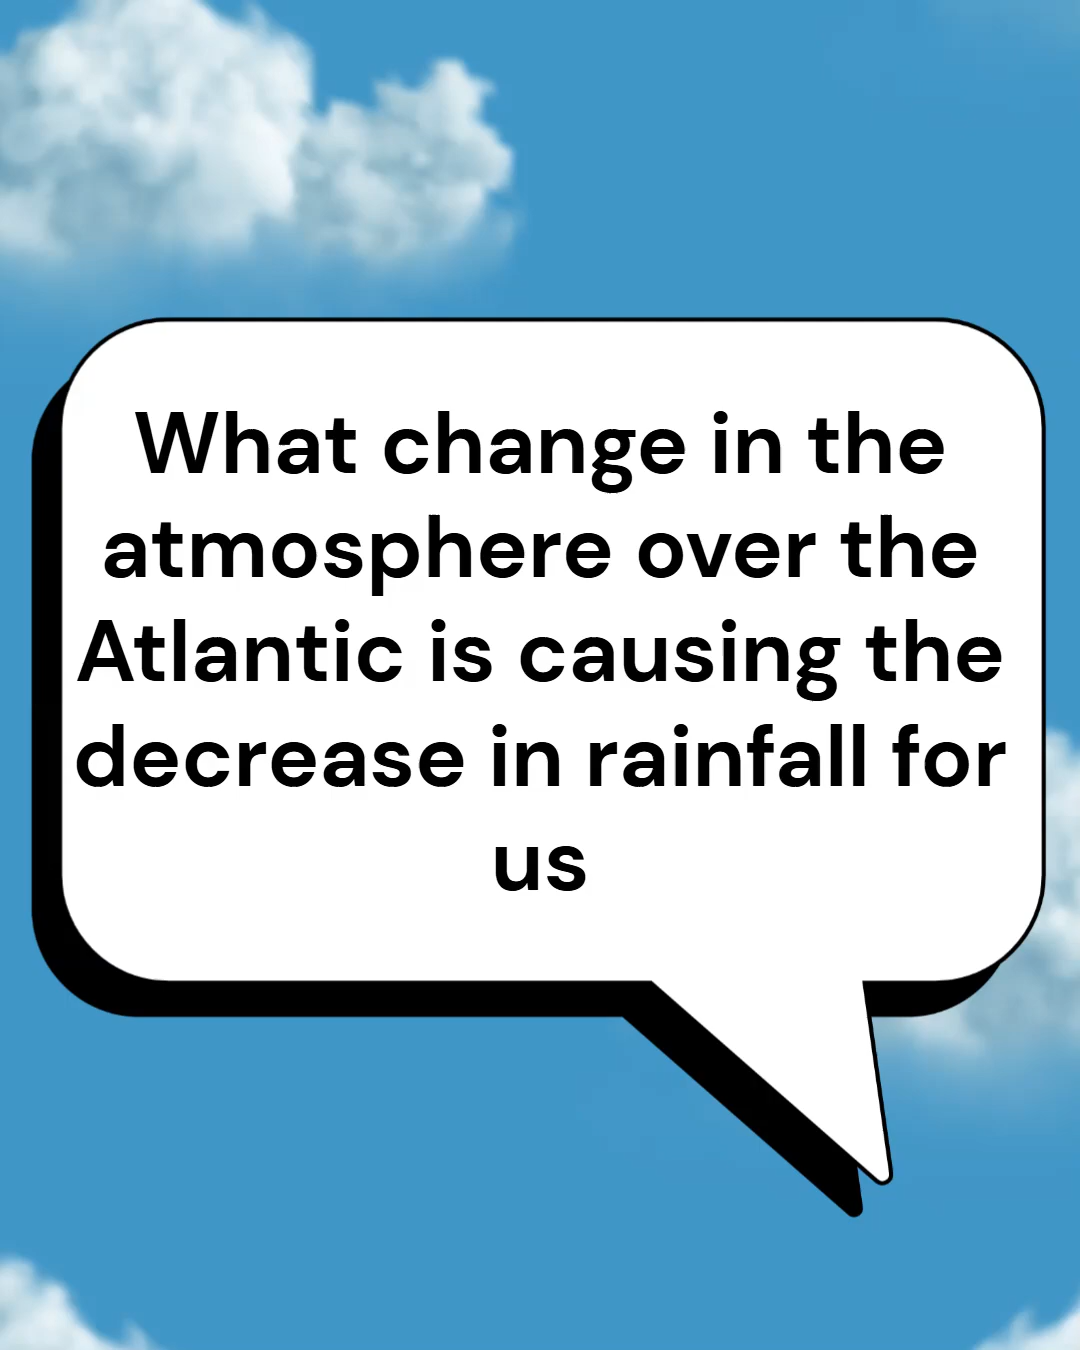 What change in the
atmosphere over the
Atlantic is causing the
decrease in rainfall for
us